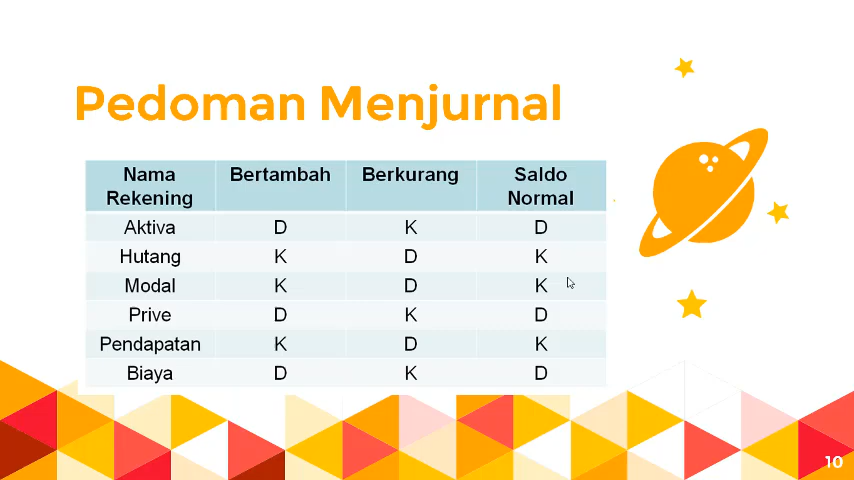 Pedoman Menjurnal
Nama Rekening Bertambah Berkurang Saldo Normal
Aktiva D K D
Hutang K D K
Modal K D K
Prive D K D
Pendapatan K D K
Biaya D K D
10